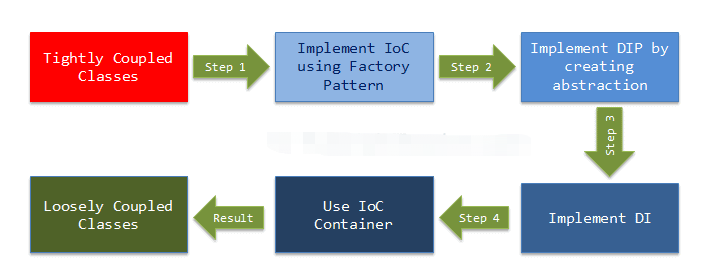 Tightly Coupled
Classes
Step 1
Implement IoC
using Factory
Pattern
Step 2
Implement DIP by
creating
abstraction
Step 3
Implement DI
Step 4
Use IoC
Container
Result
Loosely Coupled
Classes